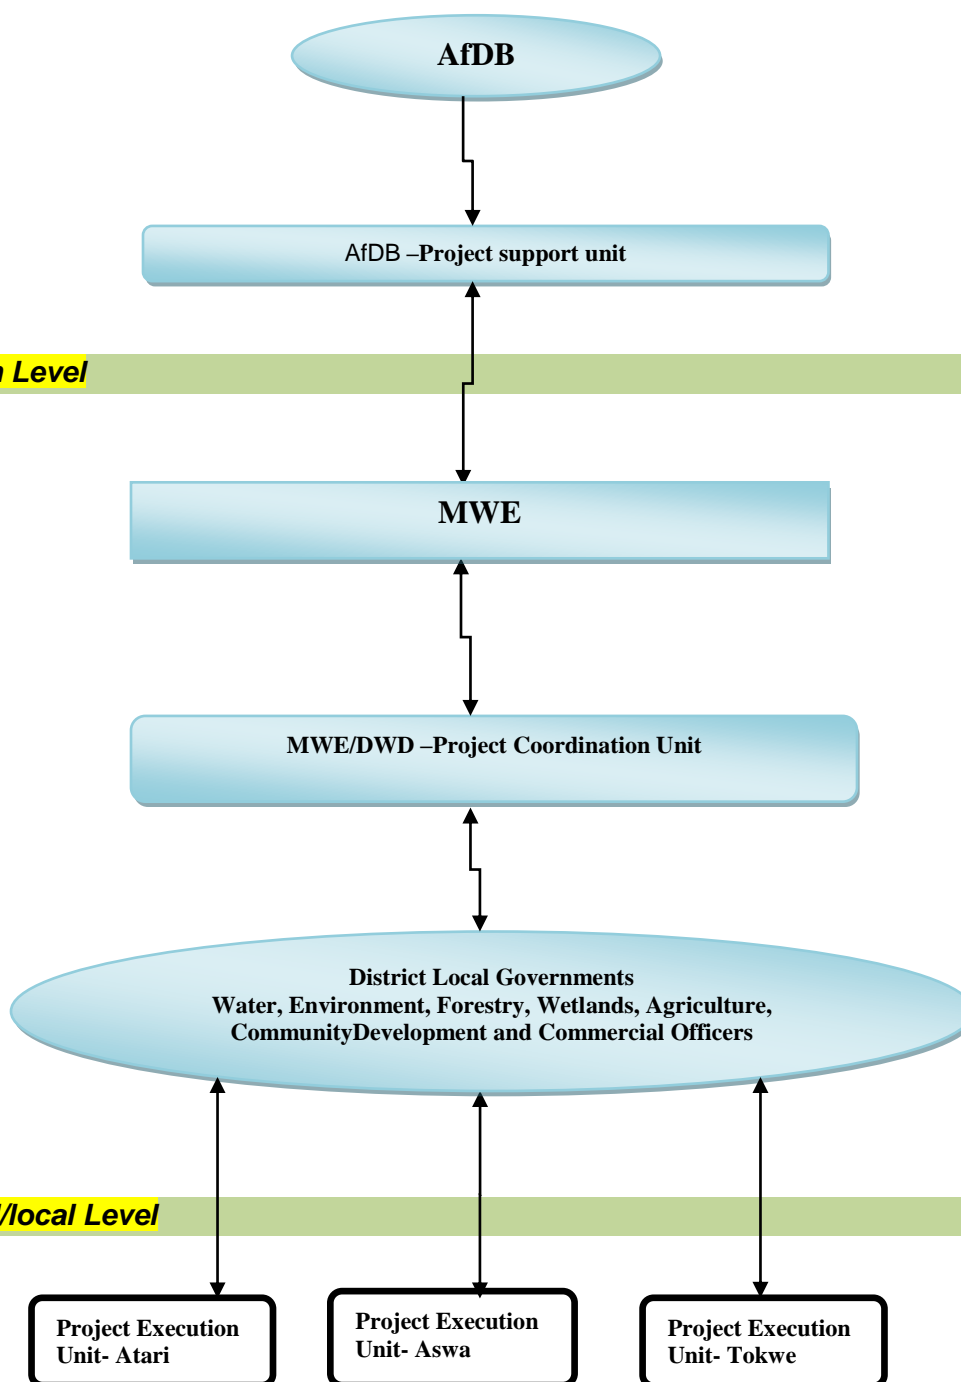 AfDB
AfDB –Project support unit
Level
MWE
MWE/DWD –Project Coordination Unit
District Local Governments
Water, Environment, Forestry, Wetlands, Agriculture,
CommunityDevelopment and Commercial Officers
/local Level
Project Execution
Unit- Atari
Project Execution
Unit- Aswa
Project Execution
Unit- Tokwe